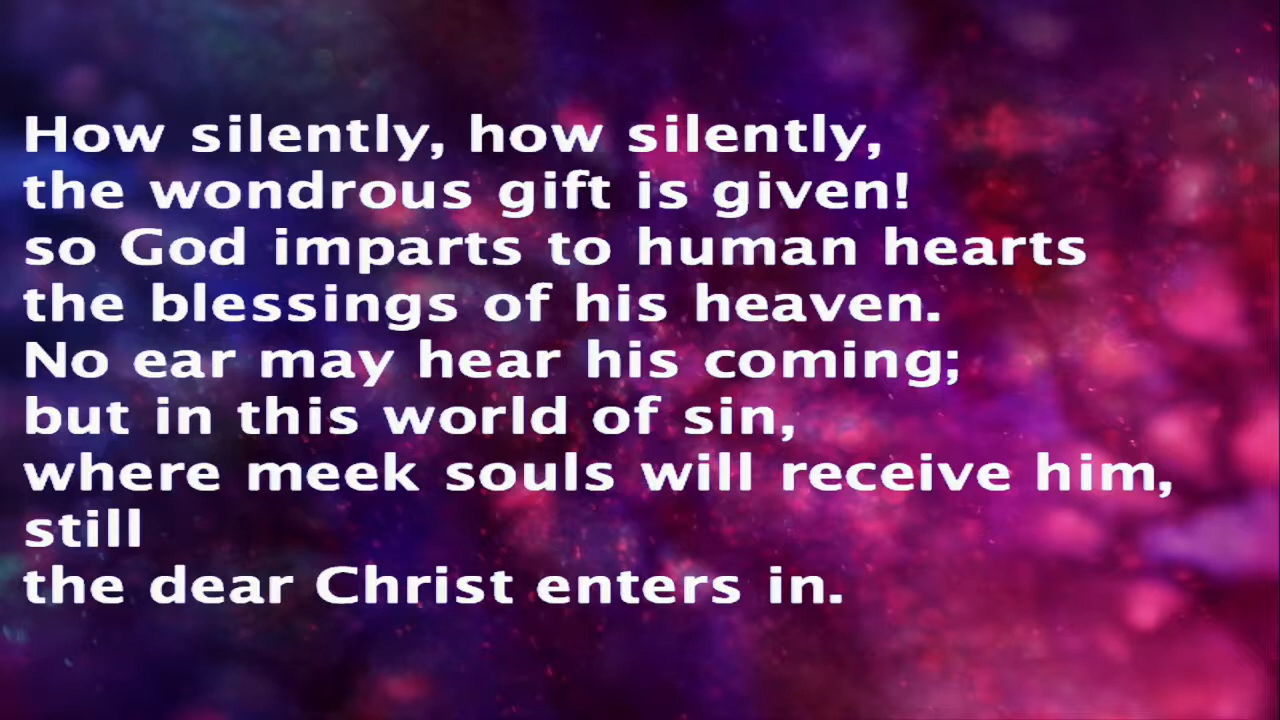 How silently, how silently,
the wondrous gift is given!
so God imparts to human hearts
the blessings of his heaven.
No ear may hear his coming;
but in this world of sin,
where meek souls will receive him,
still
the dear Christ enters in.